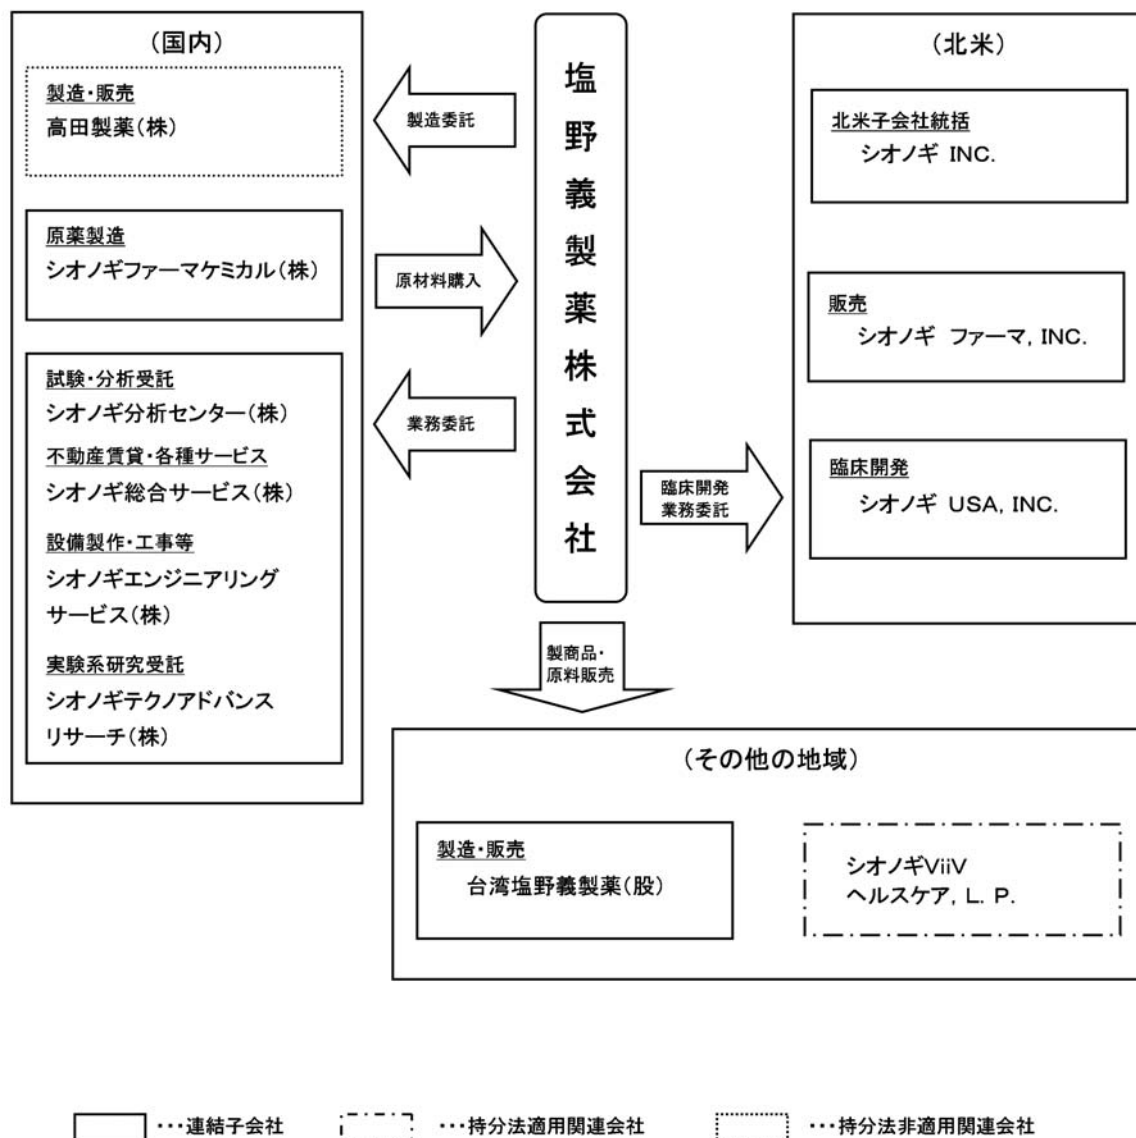 （国内）
製造・販売
高田製薬（株）
原薬製造
シオノギファーマケミカル（株）
試験・分析受託
シオノギ分析センター（株）
不動産賃貸・各種サービス
シオノギ総合サービス（株）
設備製作・工事等
シオノギエンジニアリング
サービス（株）
実験系研究受託
シオノギテクノアドバンス
リサーチ（株）
製造委託
原材料購入
業務委託
塩野義製薬株式会社
臨床開発
業務委託
製商品・
原料販売
（北米）
北米子会社統括
シオノギ INC.
販売
シオノギ ファーマ, INC.
臨床開発
シオノギ USA, INC.
（その他の地域）
製造・販売
台湾塩野義製薬（股）
シオノギViiV
ヘルスケア, L. P.
･･･連結子会社
･･･持分法適用関連会社
･･･持分法非適用関連会社